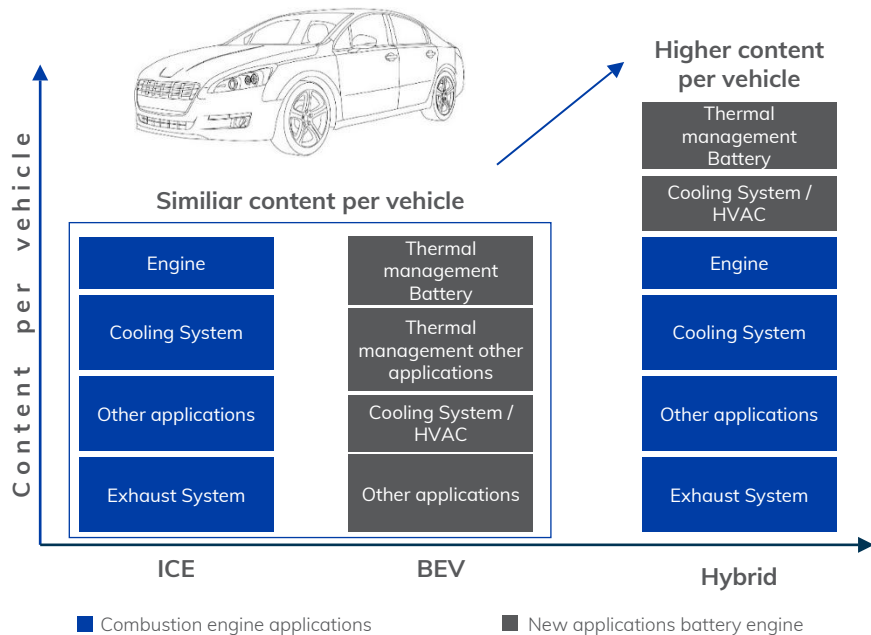 Higher content
per vehicle
Similiar content per vehicle
Content per vehicle
Engine
Cooling System
Other applications
Exhaust System
Thermal
management
Battery
Thermal
management other
applications
Cooling System /
HVAC
Other applications
Thermal
management
Battery
Cooling System /
HVAC
Engine
Cooling System
Other applications
Exhaust System
ICE
BEV
Hybrid
Combustion engine applications
New applications battery engine